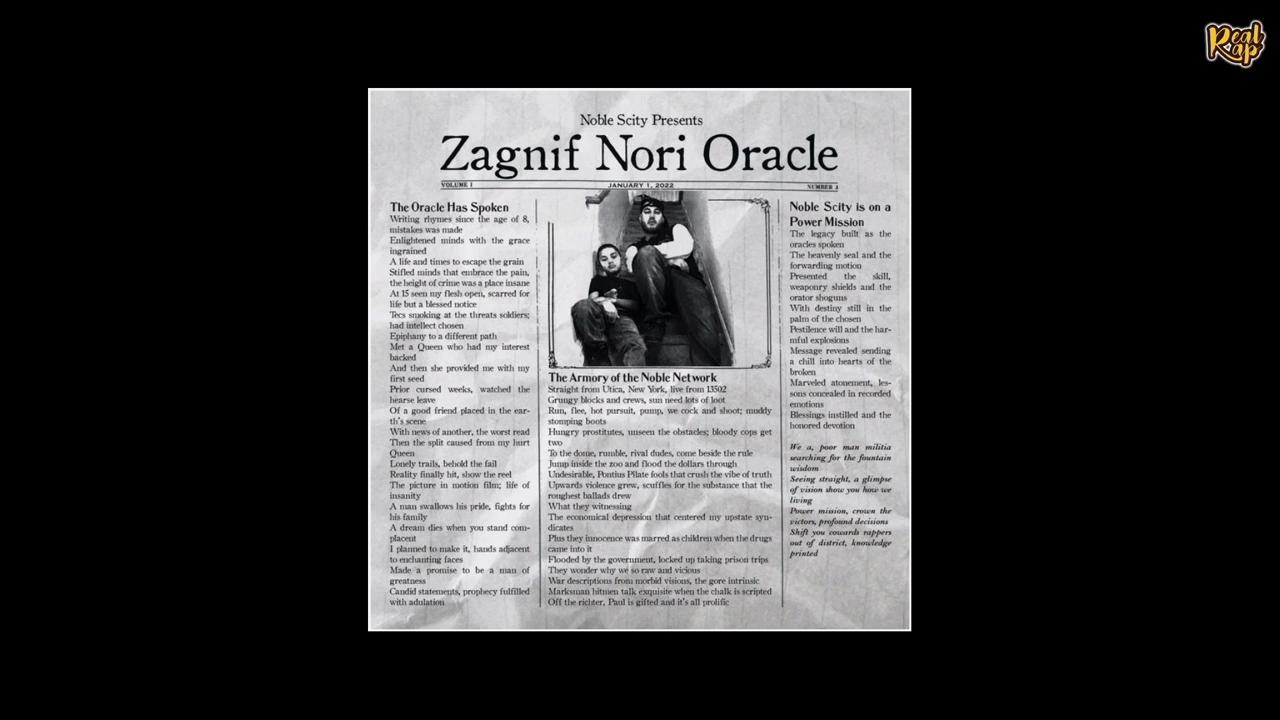 Real Rap
Noble Scity Presents
Zagnif Nori Oracle
VOLUME 1
JANUARY 1, 2022
NUMBER 1
The Oracle Has Spoken
Writing rhymes since the age of 8,
mistakes was made
Enlightened minds with the grace
ingrained
A life and times to escape the grain
Stifled minds that embrace the pain,
the height of crime was a place insane
At 15 seen my flesh open, scarred for
life but a blessed notice
Tecs smoking at the threats soldiers;
had intellect chosen
Epiphany to a different path
Met a Queen who had my interest
backed
And then she provided me with my
first seed
Prior cursed weeks, watched the
hearse leave
Of a good friend placed in the ear-
th's scene
With news of another, the worst read
Then the split caused from my hurt
Queen
Lonely trails, behold the fail
Reality finally hit, show the reel
The picture in motion film; life of
insanity
A man swallows his pride, fights for
his family
A dream dies when you stand com-
placent
I planned to make it, hands adjacent
to enchanting faces
Made a promise to be a man of
greatness
Candid statements, prophecy fulfilled
with adulation
The Armory of the Noble Network
Straight from Utica, New York, live from 13502
Grungy blocks and crews, sun need lots of loot
Run, flee, hot pursuit, pump, we cock and shoot; muddy
stomping boots
Hungry prostitutes, unseen the obstacles; bloody cops get
two
To the dome, rumble, rival dudes, come beside the rule
Jump inside the zoo and flood the dollars through
Undesirable, Pontius Pilate fools that crush the vibe of truth
Upwards violence grew, scuffles for the substance that the
roughest ballads drew
What they witnessing
The economical depression that centered my upstate syn-
dicates
Plus they innocence was marred as children when the drugs
came into it
Flooded by the government, locked up taking prison trips
They wonder why we so raw and vicious
War descriptions from morbid visions, the gore intrinsic
Marksman hitmen talk exquisite when the chalk is scripted
Off the richter, Paul is gifted and it's all prolific
Noble Scity is on a
Power Mission
The legacy built as the
oracles spoken
The heavenly seal and the
forwarding motion
Presented the skill,
weaponry shields and the
orator shoguns
With destiny still in the
palm of the chosen
Pestilence will and the har-
mful explosions
Message revealed sending
a chill into hearts of the
broken
Marveled atonement, les-
sons concealed in recorded
emotions
Blessings instilled and the
honored devotion
We a, poor man militia
searching for the fountain
wisdom
Seeing straight, a glimpse
of vision show you how we
living
Power mission, crown the
victors, profound decisions
Shift you cowards rappers
out of district, knowledge
printed